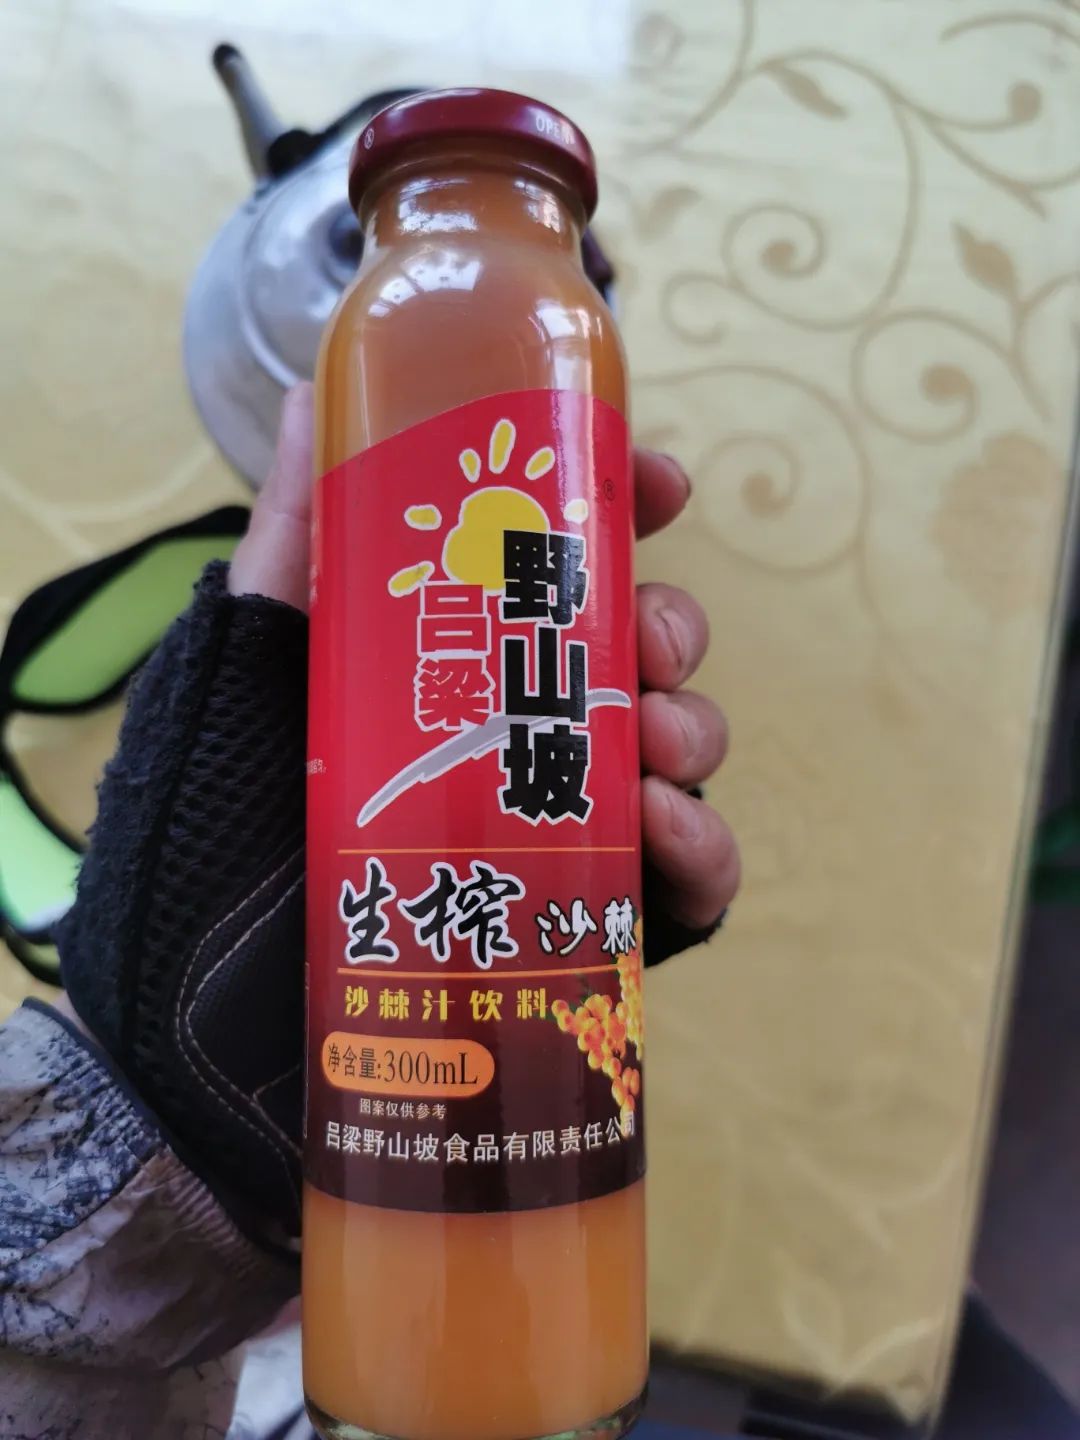 OPEN
®
吕梁
野山坡
生榨 沙棘
沙棘汁饮料
净含量:300mL
图案仅供参考
吕梁野山坡食品有限责任公司